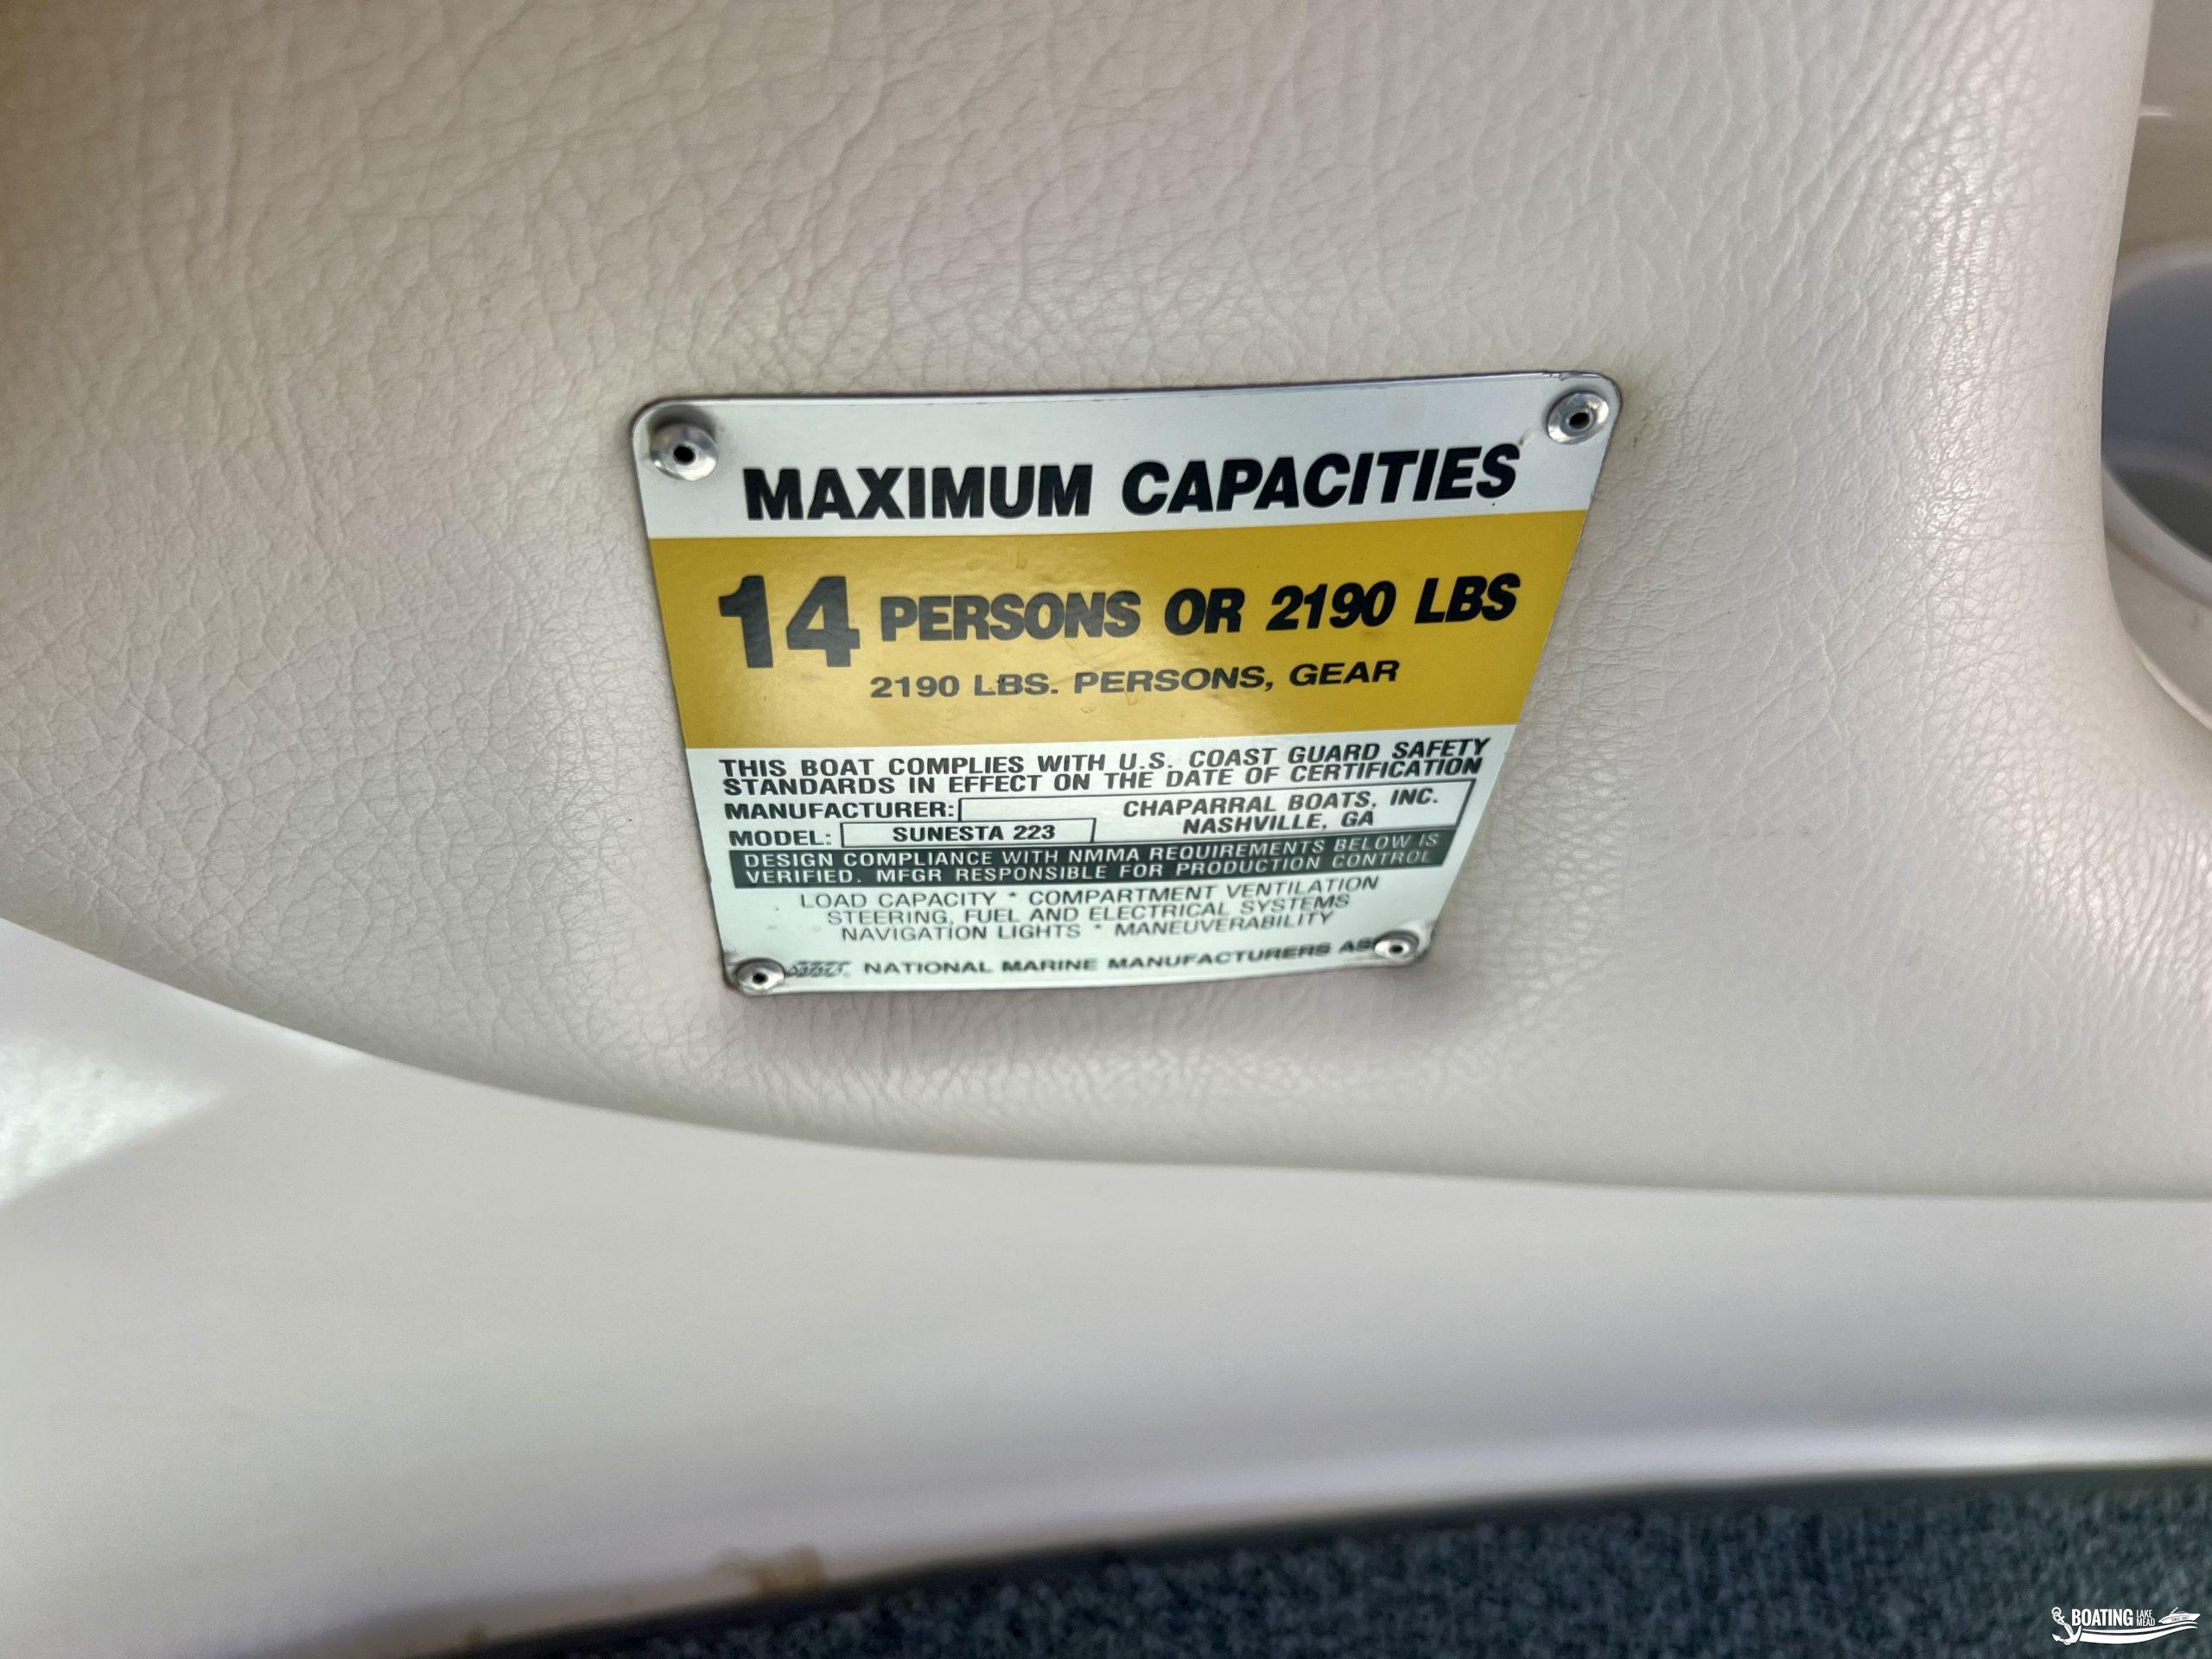 MAXIMUM CAPACITIES
14 PERSONS OR 2190 LBS
2190 LBS. PERSONS, GEAR
THIS BOAT COMPLIES WITH U.S. COAST GUARD SAFETY
STANDARDS IN EFFECT ON THE DATE OF CERTIFICATION
MANUFACTURER: CHAPARRAL BOATS, INC.
NASHVILLE, GA
MODEL: SUNESTA 223
DESIGN COMPLIANCE WITH NMMA REQUIREMENTS BELOW IS
VERIFIED. MFGR RESPONSIBLE FOR PRODUCTION CONTROL
LOAD CAPACITY * COMPARTMENT VENTILATION
STEERING, FUEL AND ELECTRICAL SYSTEMS
NAVIGATION LIGHTS * MANEUVERABILITY
NATIONAL MARINE MANUFACTURERS
BOATING LAKE MEAD